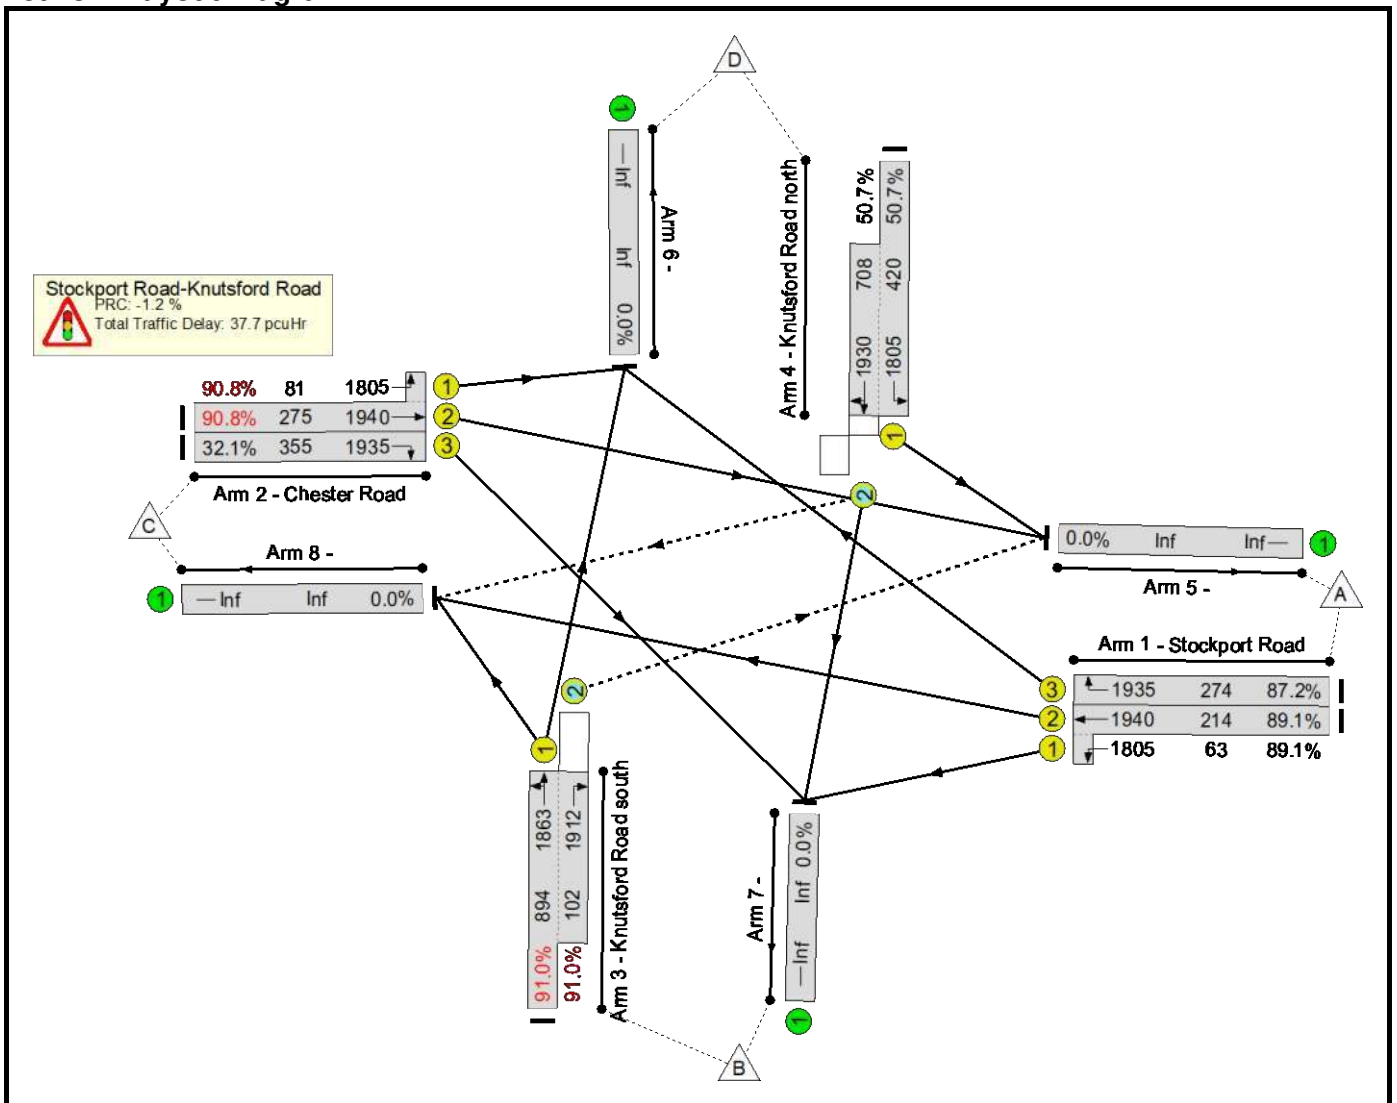 D
1
—Inf Inf 0.0%
Arm 6 -
Arm 4 - Knutsford Road north
50.7% 50.7%
708 420
1930 1805
1
2
Stockport Road-Knutsford Road
PRC: -1.2 %
Total Traffic Delay: 37.7 pcuHr
90.8% 81 1805 1
90.8% 275 1940 2
32.1% 355 1935 3
Arm 2 - Chester Road
C
Arm 8 -
1 —Inf Inf 0.0%
0.0% Inf Inf— 1
Arm 5 -
A
Arm 1 - Stockport Road
3 1935 274 87.2%
2 1940 214 89.1%
1 1805 63 89.1%
2
1
1863 1912
894 102
91.0% 91.0%
Arm 3 - Knutsford Road south
Arm 7 -
—Inf Inf 0.0%
1
B